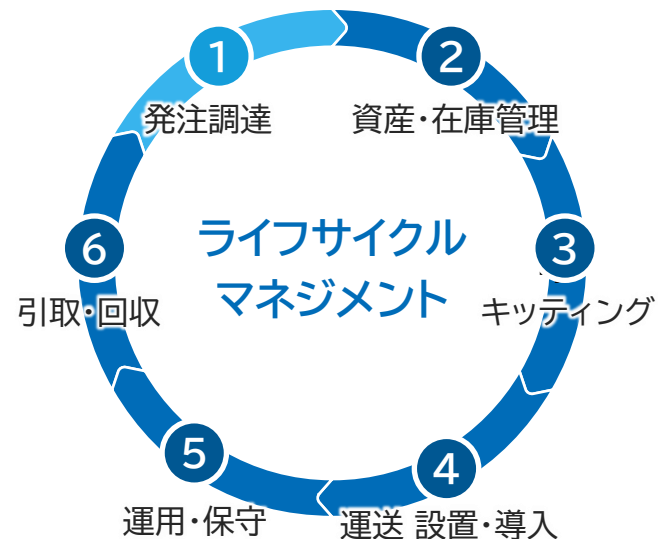 1
発注調達
2
資産・在庫管理
3
キッティング
4
運送 設置・導入
5
運用・保守
6
引取・回収
ライフサイクル
マネジメント